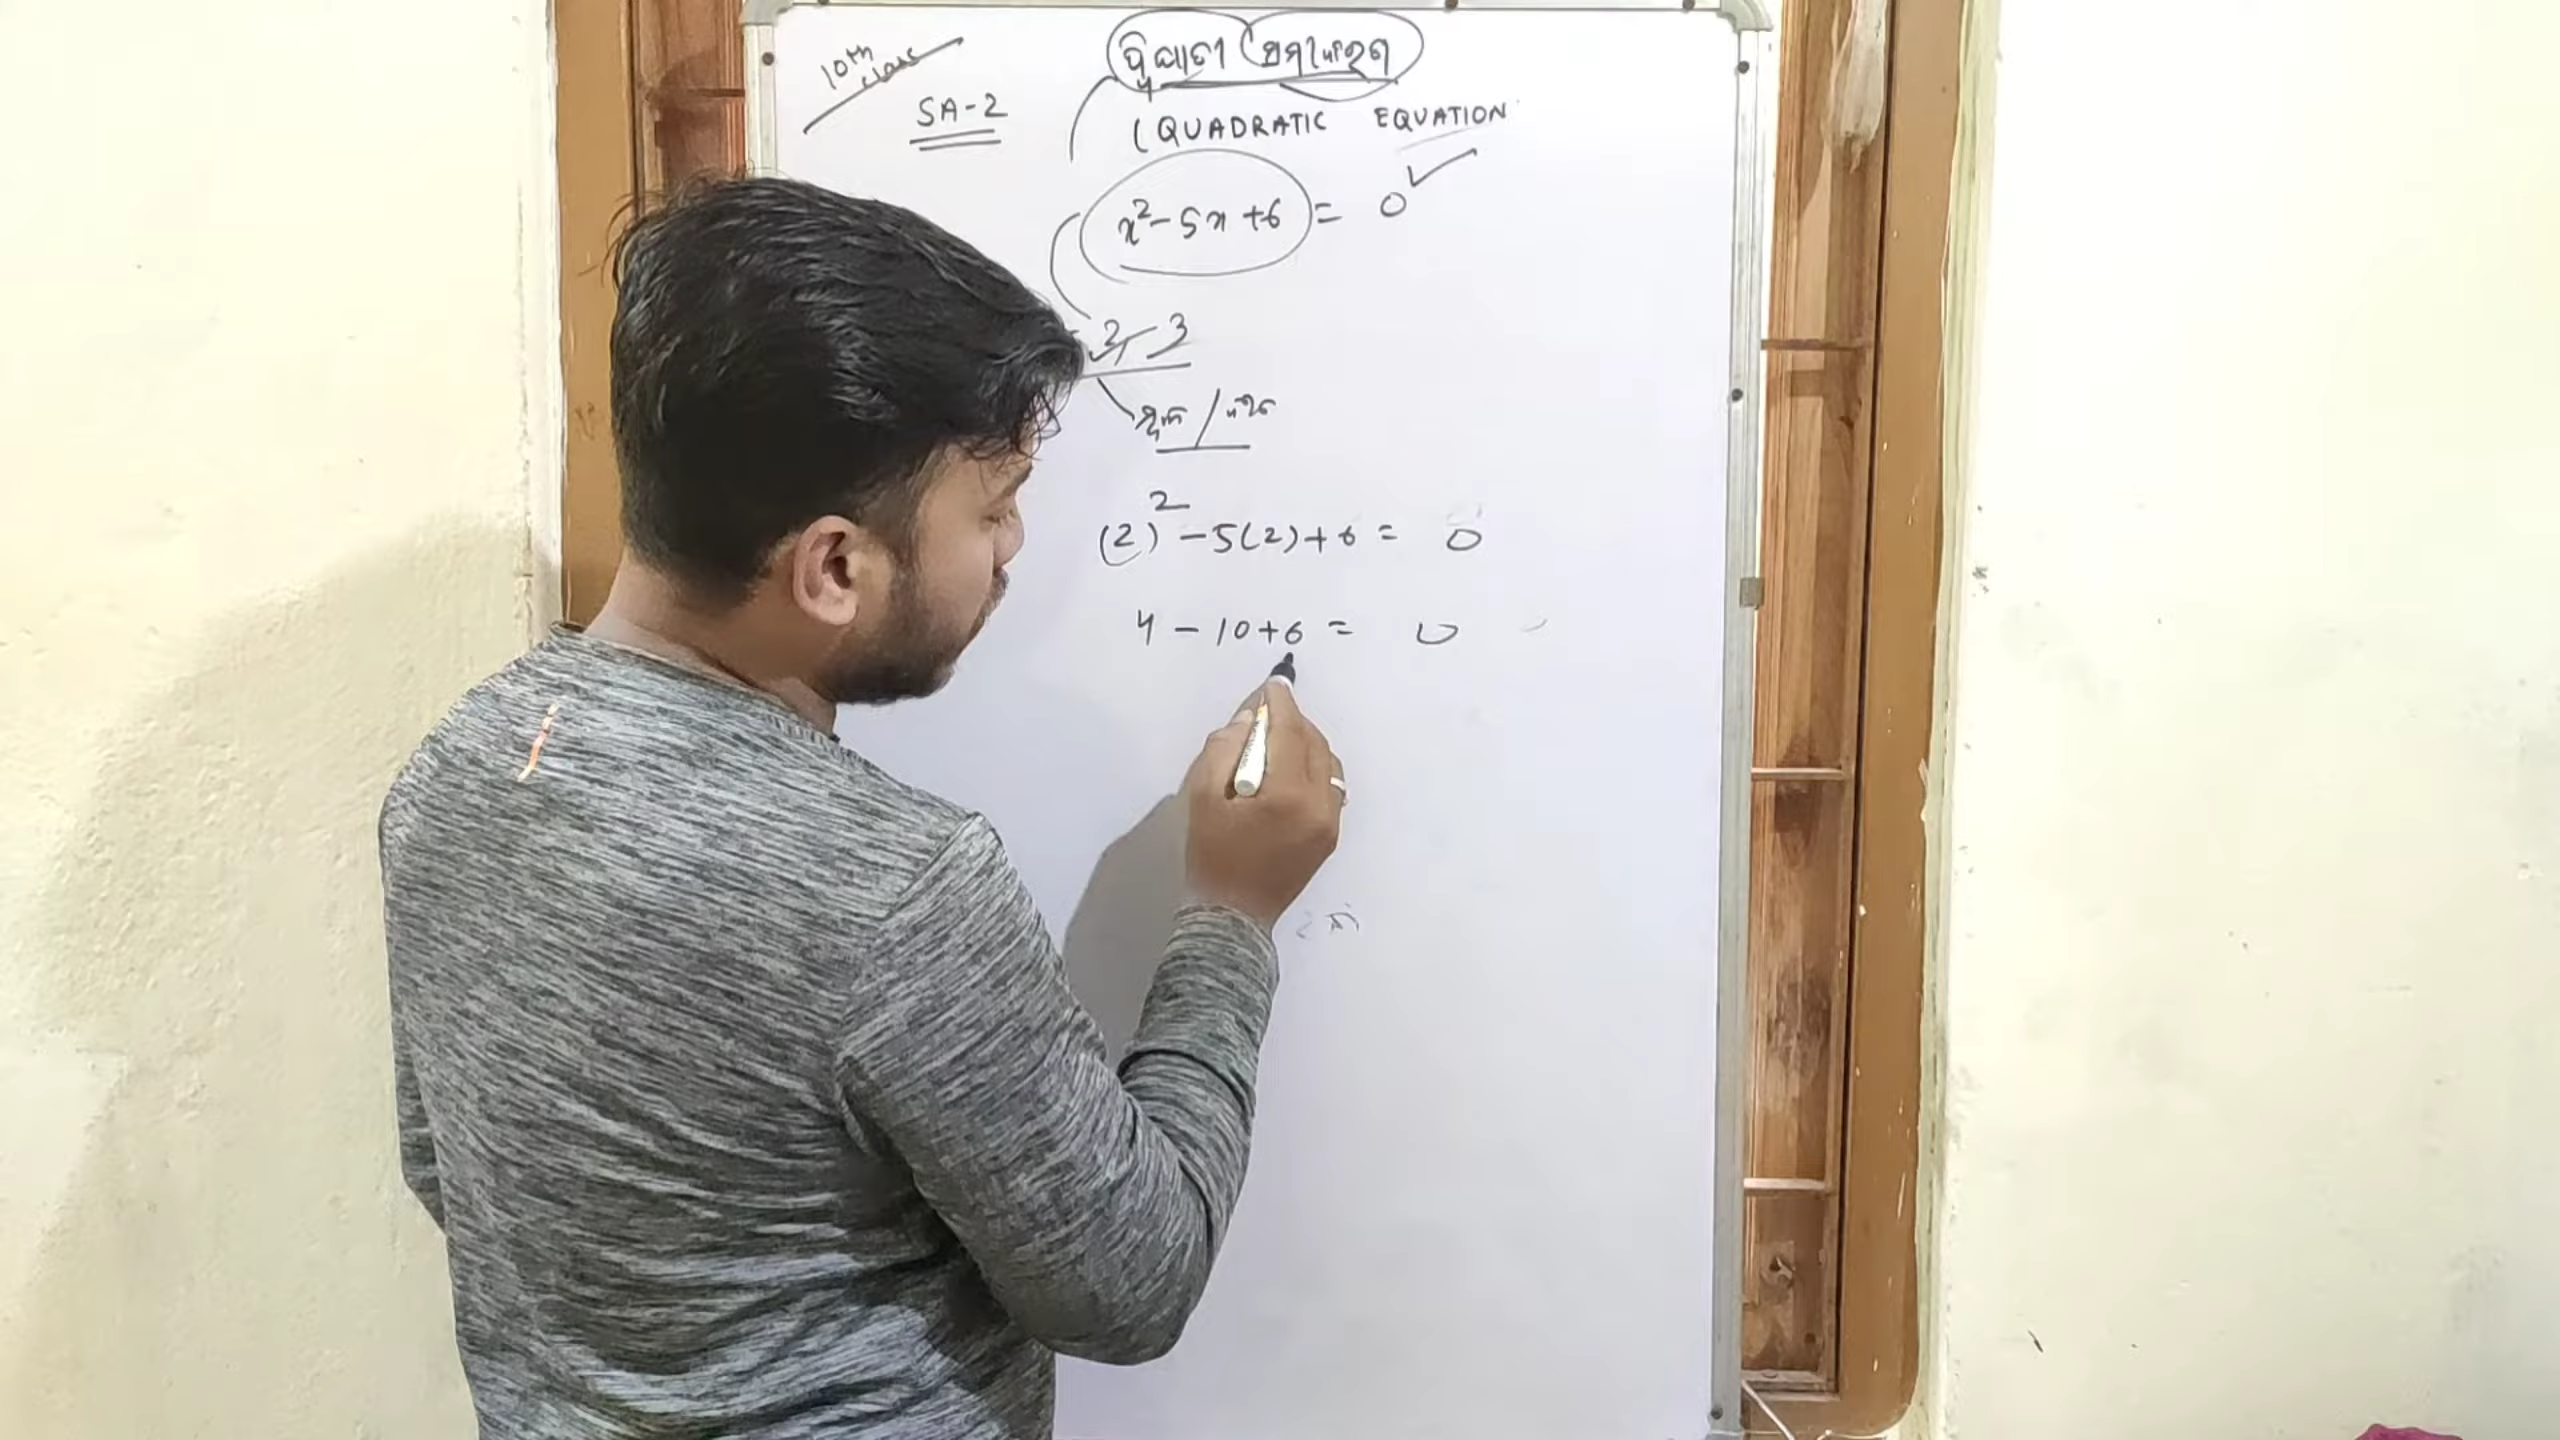 10th class
ଦ୍ୱିଘାତୀ ସମୀକରଣ
SA-2
(QUADRATIC EQUATION
x² - 5x + 6 = 0
2, 3
ମୂଳ / ବୀଜ
(2)² - 5(2) + 6 = 0
4 - 10 + 6 = 0